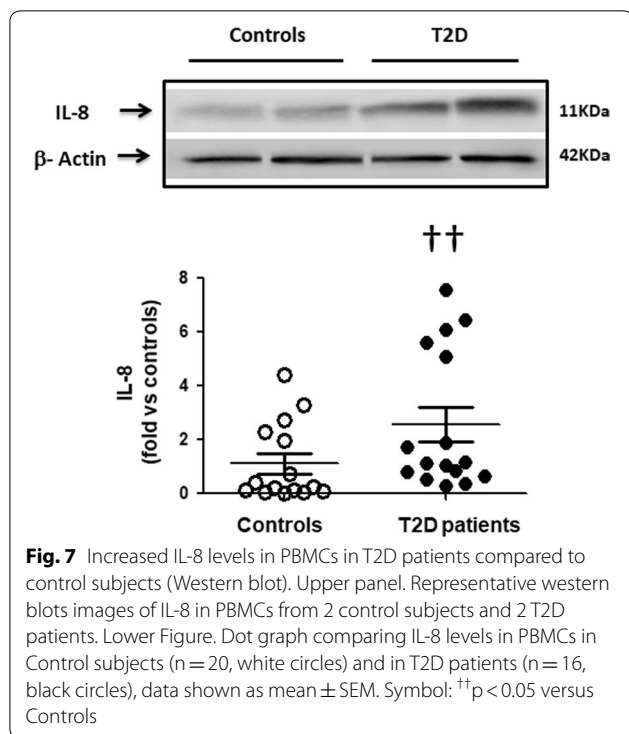 Controls T2D
IL-8 → 11KDa
β- Actin → 42KDa
††
8
6
4
2
0
IL-8
(fold vs controls)
Controls T2D patients
Fig. 7 Increased IL-8 levels in PBMCs in T2D patients compared to
control subjects (Western blot). Upper panel. Representative western
blots images of IL-8 in PBMCs from 2 control subjects and 2 T2D
patients. Lower Figure. Dot graph comparing IL-8 levels in PBMCs in
Control subjects (n = 20, white circles) and in T2D patients (n = 16,
black circles), data shown as mean ± SEM. Symbol: ††p < 0.05 versus
Controls